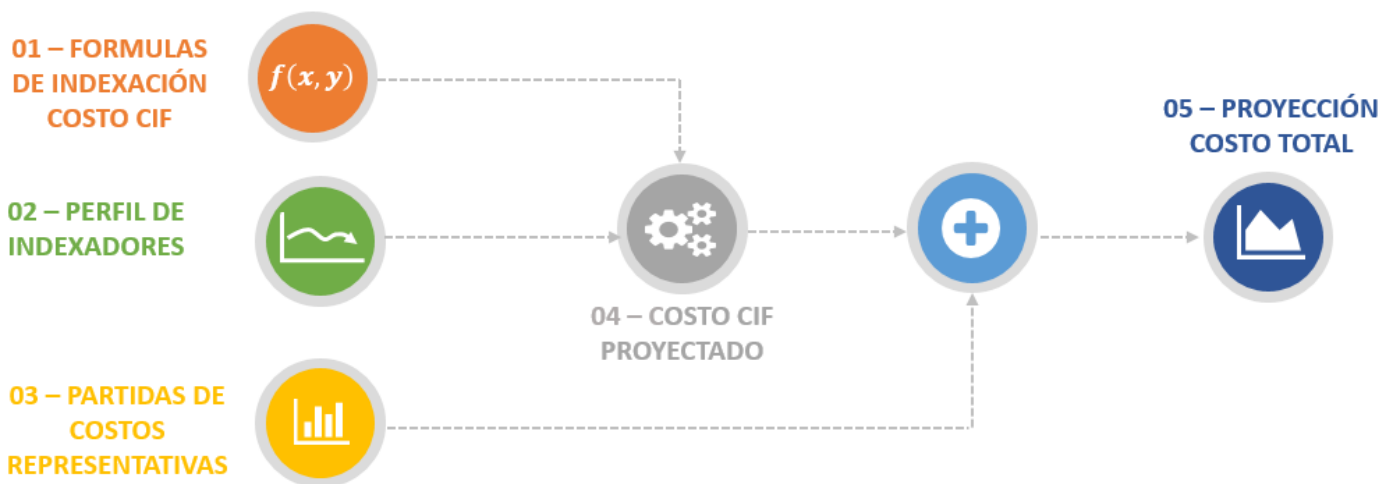 01 – FORMULAS
DE INDEXACIÓN
COSTO CIF
f(x,y)
02 – PERFIL DE
INDEXADORES
03 – PARTIDAS DE
COSTOS
REPRESENTATIVAS
04 – COSTO CIF
PROYECTADO
05 – PROYECCIÓN
COSTO TOTAL